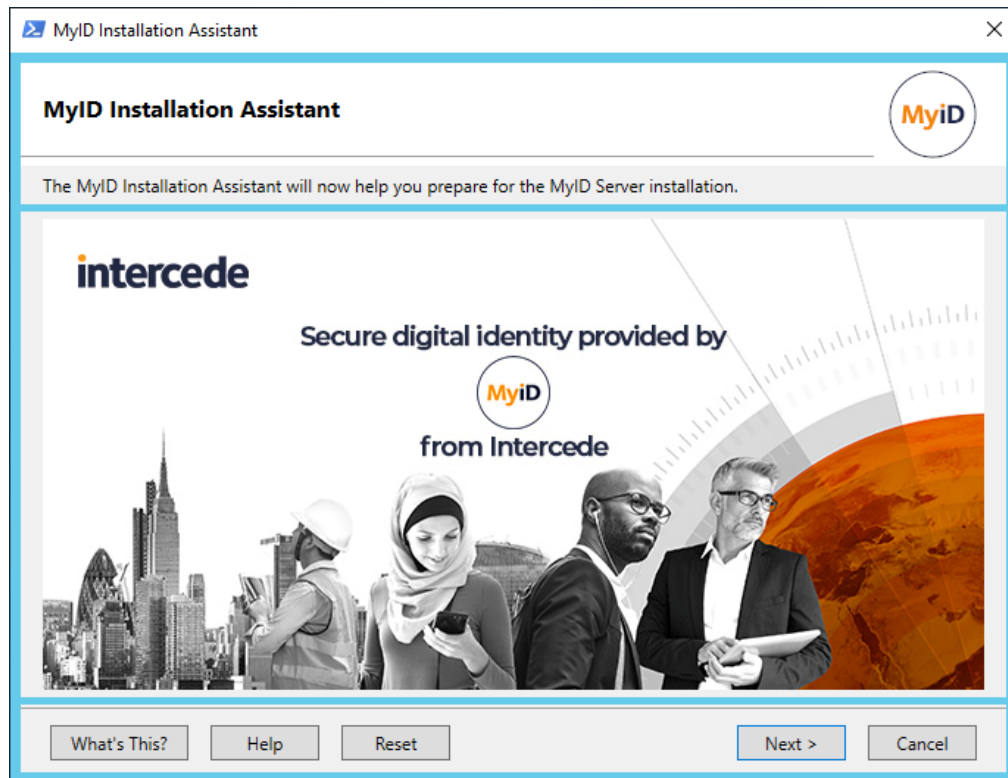 MyID Installation Assistant
MyID Installation Assistant
MyiD
The MyID Installation Assistant will now help you prepare for the MyID Server installation.
intercede
Secure digital identity provided by
MyiD
from Intercede
What's This?
Help
Reset
Next >
Cancel